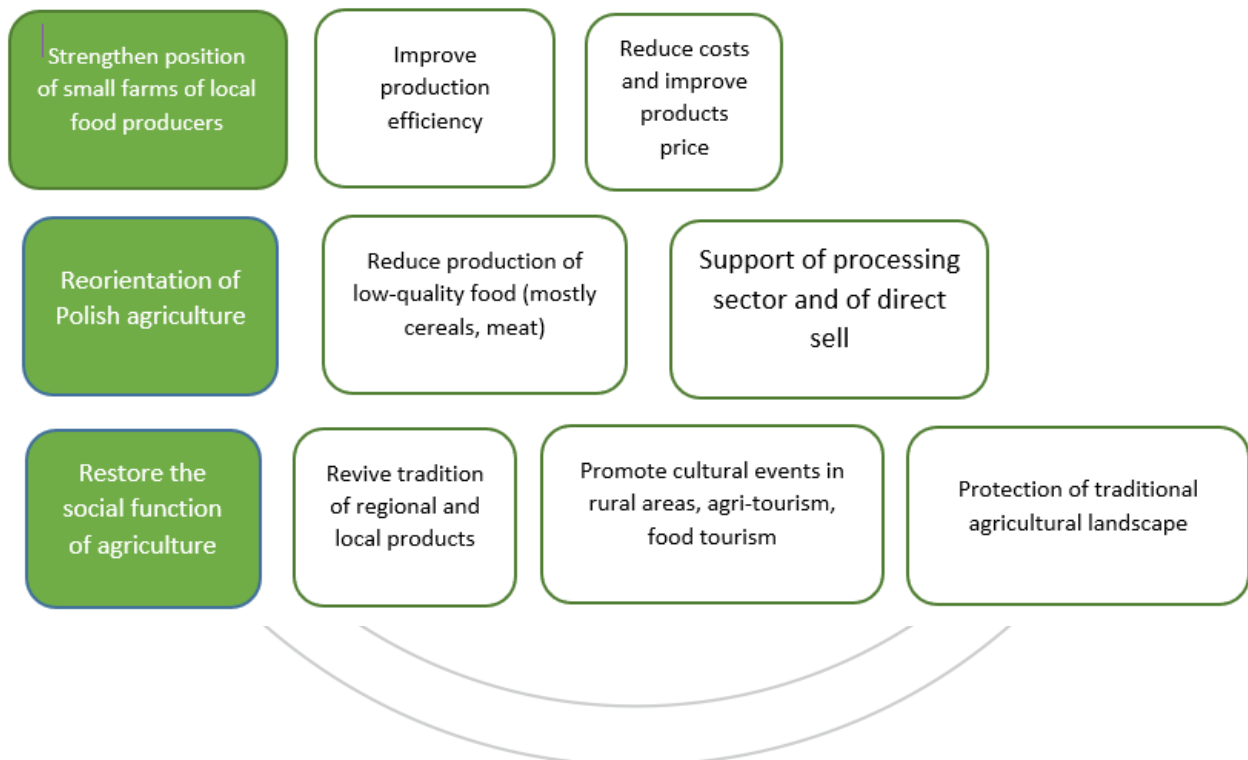 Strengthen position
of small farms of local
food producers
Improve
production
efficiency
Reduce costs
and improve
products
price
Reorientation of
Polish agriculture
Reduce production of
low-quality food (mostly
cereals, meat)
Support of processing
sector and of direct
sell
Restore the
social function
of agriculture
Revive tradition
of regional and
local products
Promote cultural events in
rural areas, agri-tourism,
food tourism
Protection of traditional
agricultural landscape